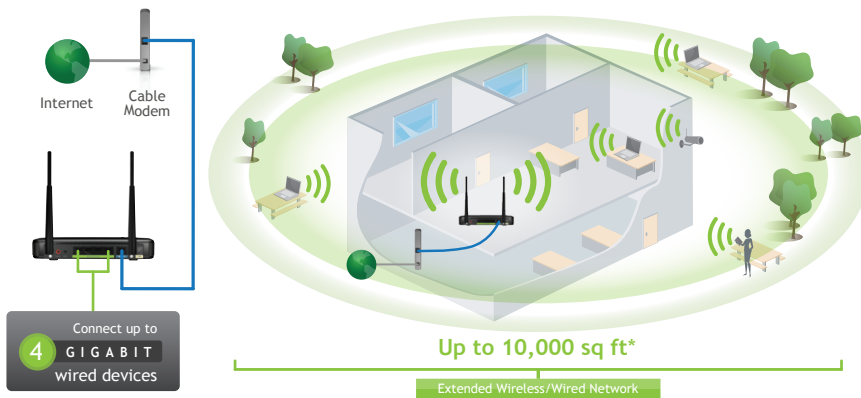 Internet
Cable
Modem
Connect up to
4 GIGABIT
wired devices
Up to 10,000 sq ft*
Extended Wireless/Wired Network